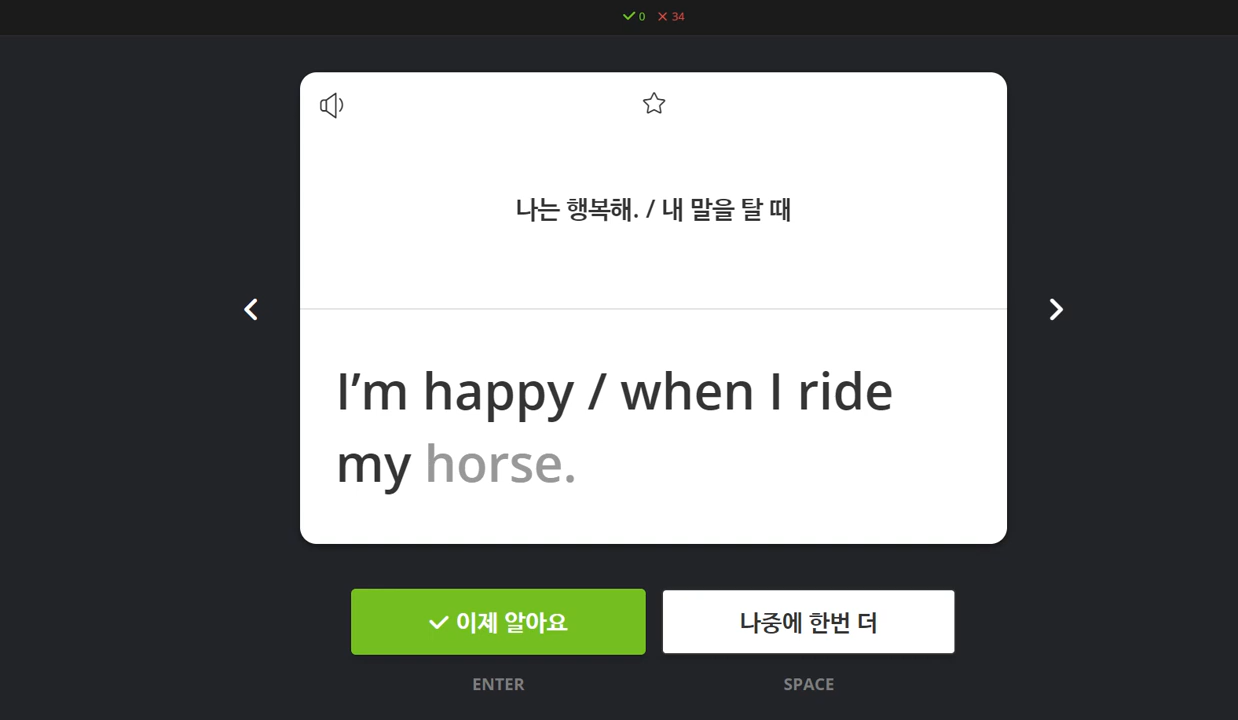 0 34
나는 행복해. / 내 말을 탈 때
I’m happy / when I ride
my horse.
이제 알아요 나중에 한번 더
ENTER SPACE